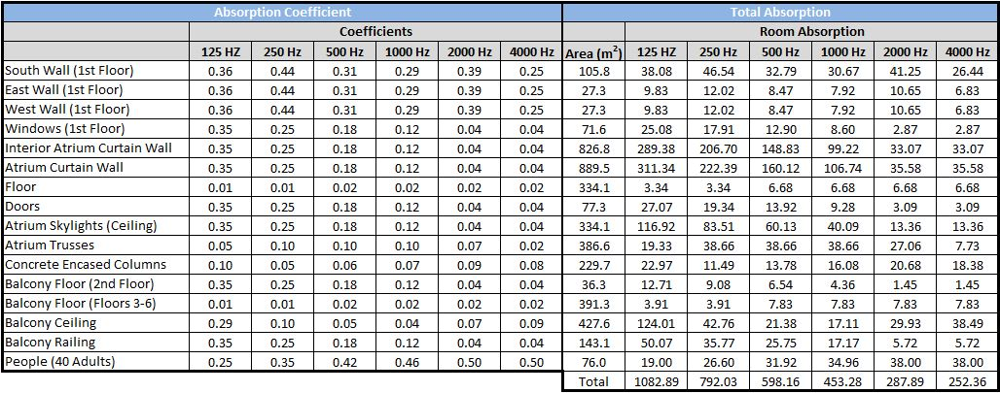 Absorption Coefficient Total Absorption
Coefficients Room Absorption
125 HZ 250 Hz 500 Hz 1000 Hz 2000 Hz 4000 Hz Area (m²) 125 HZ 250 Hz 500 Hz 1000 Hz 2000 Hz 4000 Hz
South Wall (1st Floor) 0.36 0.44 0.31 0.29 0.39 0.25 105.8 38.08 46.54 32.79 30.67 41.25 26.44
East Wall (1st Floor) 0.36 0.44 0.31 0.29 0.39 0.25 27.3 9.83 12.02 8.47 7.92 10.65 6.83
West Wall (1st Floor) 0.36 0.44 0.31 0.29 0.39 0.25 27.3 9.83 12.02 8.47 7.92 10.65 6.83
Windows (1st Floor) 0.35 0.25 0.18 0.12 0.04 0.04 71.6 25.08 17.91 12.90 8.60 2.87 2.87
Interior Atrium Curtain Wall 0.35 0.25 0.18 0.12 0.04 0.04 826.8 289.38 206.70 148.83 99.22 33.07 33.07
Atrium Curtain Wall 0.35 0.25 0.18 0.12 0.04 0.04 889.5 311.34 222.39 160.12 106.74 35.58 35.58
Floor 0.01 0.01 0.02 0.02 0.02 0.02 334.1 3.34 3.34 6.68 6.68 6.68 6.68
Doors 0.35 0.25 0.18 0.12 0.04 0.04 77.3 27.07 19.34 13.92 9.28 3.09 3.09
Atrium Skylights (Ceiling) 0.35 0.25 0.18 0.12 0.04 0.04 334.1 116.92 83.51 60.13 40.09 13.36 13.36
Atrium Trusses 0.05 0.10 0.10 0.10 0.07 0.02 386.6 19.33 38.66 38.66 38.66 27.06 7.73
Concrete Encased Columns 0.10 0.05 0.06 0.07 0.09 0.08 229.7 22.97 11.49 13.78 16.08 20.68 18.38
Balcony Floor (2nd Floor) 0.35 0.25 0.18 0.12 0.04 0.04 36.3 12.71 9.08 6.54 4.36 1.45 1.45
Balcony Floor (Floors 3-6) 0.01 0.01 0.02 0.02 0.02 0.02 391.3 3.91 3.91 7.83 7.83 7.83 7.83
Balcony Ceiling 0.29 0.10 0.05 0.04 0.07 0.09 427.6 124.01 42.76 21.38 17.11 29.93 38.49
Balcony Railing 0.35 0.25 0.18 0.12 0.04 0.04 143.1 50.07 35.77 25.75 17.17 5.72 5.72
People (40 Adults) 0.25 0.35 0.42 0.46 0.50 0.50 76.0 19.00 26.60 31.92 34.96 38.00 38.00
Total 1082.89 792.03 598.16 453.28 287.89 252.36